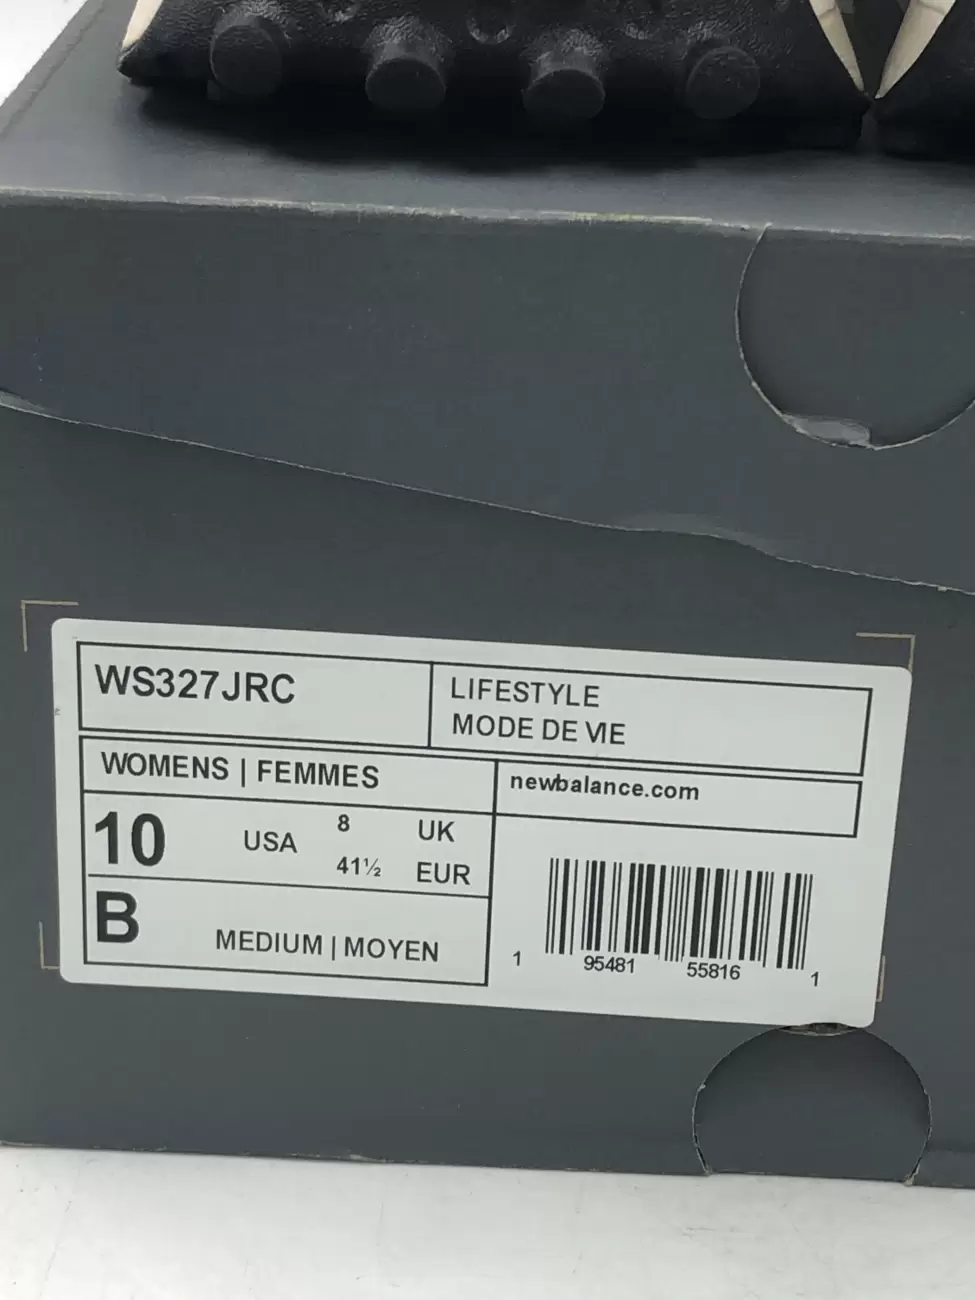 WS327JRC
LIFESTYLE
MODE DE VIE
WOMENS | FEMMES
newbalance.com
10 USA 8 UK
41½ EUR
B MEDIUM | MOYEN
1 95481 55816 1